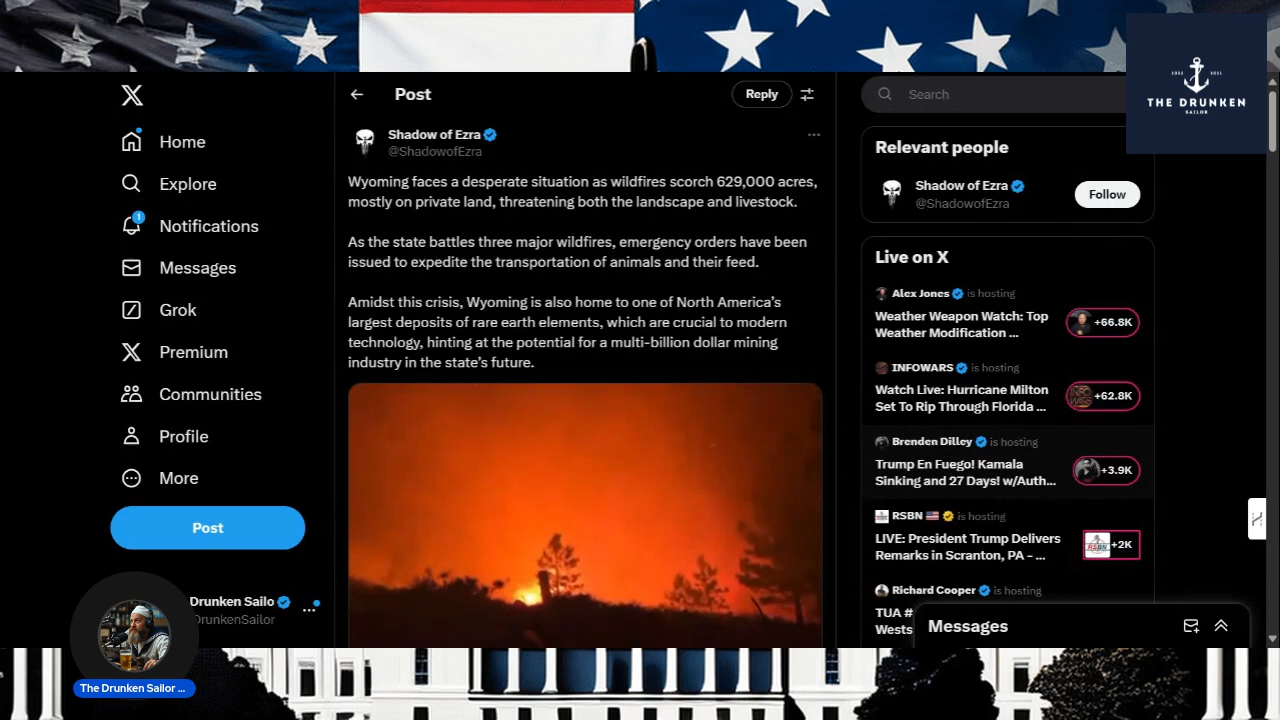 Home
Explore
Notifications
1
Messages
Grok
Premium
Communities
Profile
More
Post
Drunken Sailo
DrunkenSailor
The Drunken Sailor ...
Post
Reply
Shadow of Ezra
@ShadowofEzra
Wyoming faces a desperate situation as wildfires scorch 629,000 acres,
mostly on private land, threatening both the landscape and livestock.
As the state battles three major wildfires, emergency orders have been
issued to expedite the transportation of animals and their feed.
Amidst this crisis, Wyoming is also home to one of North America's
largest deposits of rare earth elements, which are crucial to modern
technology, hinting at the potential for a multi-billion dollar mining
industry in the state's future.
Search
THE DRUNKEN
SAILOR
Relevant people
Shadow of Ezra
@ShadowofEzra
Follow
Live on X
Alex Jones is hosting
Weather Weapon Watch: Top
Weather Modification ...
+66.8K
INFOWARS is hosting
Watch Live: Hurricane Milton
Set To Rip Through Florida ...
+62.8K
Brenden Dilley is hosting
Trump En Fuego! Kamala
Sinking and 27 Days! w/Auth...
+3.9K
RSBN is hosting
LIVE: President Trump Delivers
Remarks in Scranton, PA - ...
RSBN
+2K
Richard Cooper is hosting
TUA #
Wests
Messages